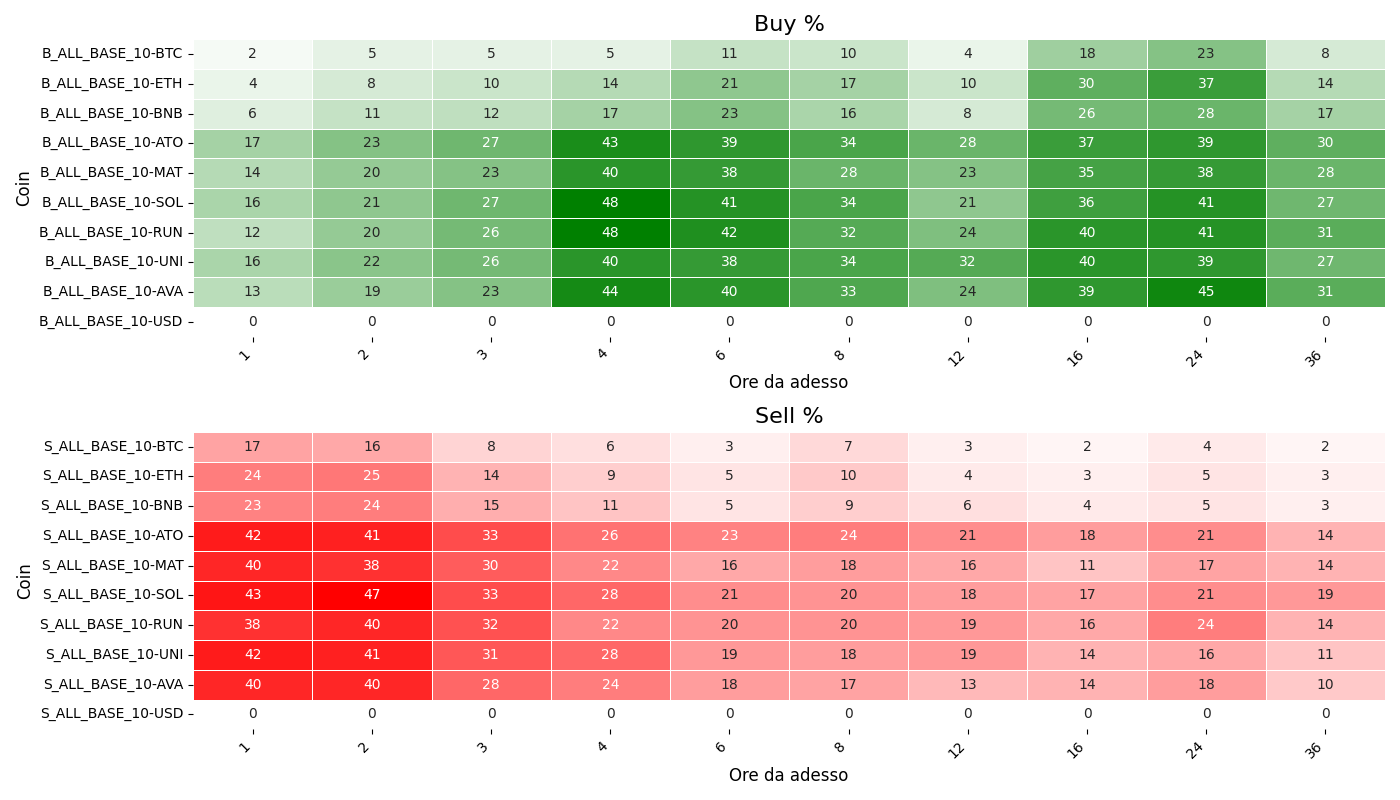 Buy %
Coin
B_ALL_BASE_10-BTC 2 5 5 5 11 10 4 18 23 8
B_ALL_BASE_10-ETH 4 8 10 14 21 17 10 30 37 14
B_ALL_BASE_10-BNB 6 11 12 17 23 16 8 26 28 17
B_ALL_BASE_10-ATO 17 23 27 43 39 34 28 37 39 30
B_ALL_BASE_10-MAT 14 20 23 40 38 28 23 35 38 28
B_ALL_BASE_10-SOL 16 21 27 48 41 34 21 36 41 27
B_ALL_BASE_10-RUN 12 20 26 48 42 32 24 40 41 31
B_ALL_BASE_10-UNI 16 22 26 40 38 34 32 40 39 27
B_ALL_BASE_10-AVA 13 19 23 44 40 33 24 39 45 31
B_ALL_BASE_10-USD 0 0 0 0 0 0 0 0 0 0
1 2 3 4 6 8 12 16 24 36
Ore da adesso
Sell %
Coin
S_ALL_BASE_10-BTC 17 16 8 6 3 7 3 2 4 2
S_ALL_BASE_10-ETH 24 25 14 9 5 10 4 3 5 3
S_ALL_BASE_10-BNB 23 24 15 11 5 9 6 4 5 3
S_ALL_BASE_10-ATO 42 41 33 26 23 24 21 18 21 14
S_ALL_BASE_10-MAT 40 38 30 22 16 18 16 11 17 14
S_ALL_BASE_10-SOL 43 47 33 28 21 20 18 17 21 19
S_ALL_BASE_10-RUN 38 40 32 22 20 20 19 16 24 14
S_ALL_BASE_10-UNI 42 41 31 28 19 18 19 14 16 11
S_ALL_BASE_10-AVA 40 40 28 24 18 17 13 14 18 10
S_ALL_BASE_10-USD 0 0 0 0 0 0 0 0 0 0
1 2 3 4 6 8 12 16 24 36
Ore da adesso